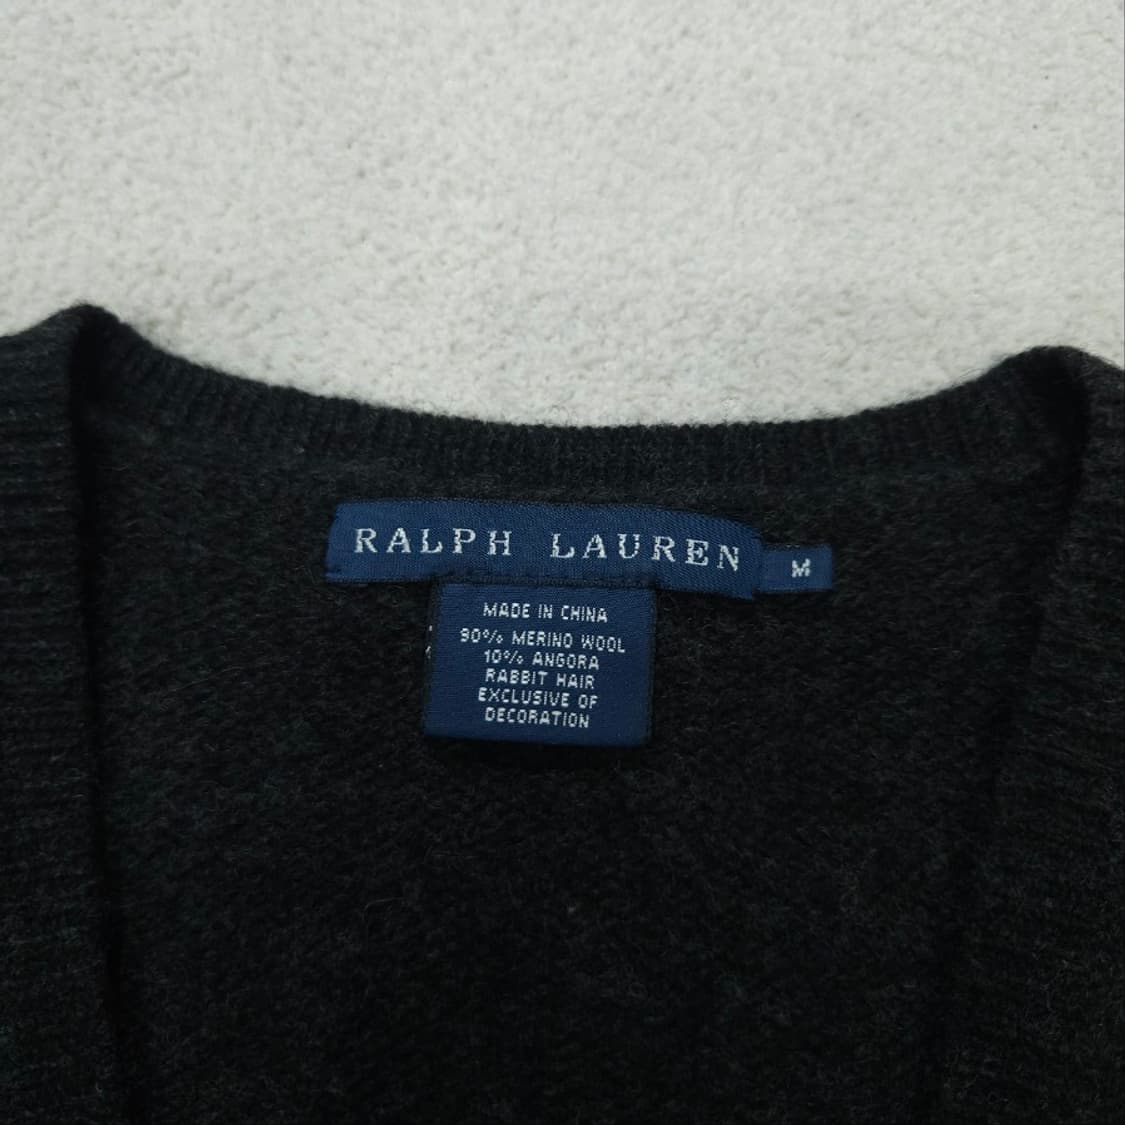 RALPH LAUREN
M
MADE IN CHINA
90% MERINO WOOL
10% ANGORA
RABBIT HAIR
EXCLUSIVE OF
DECORATION